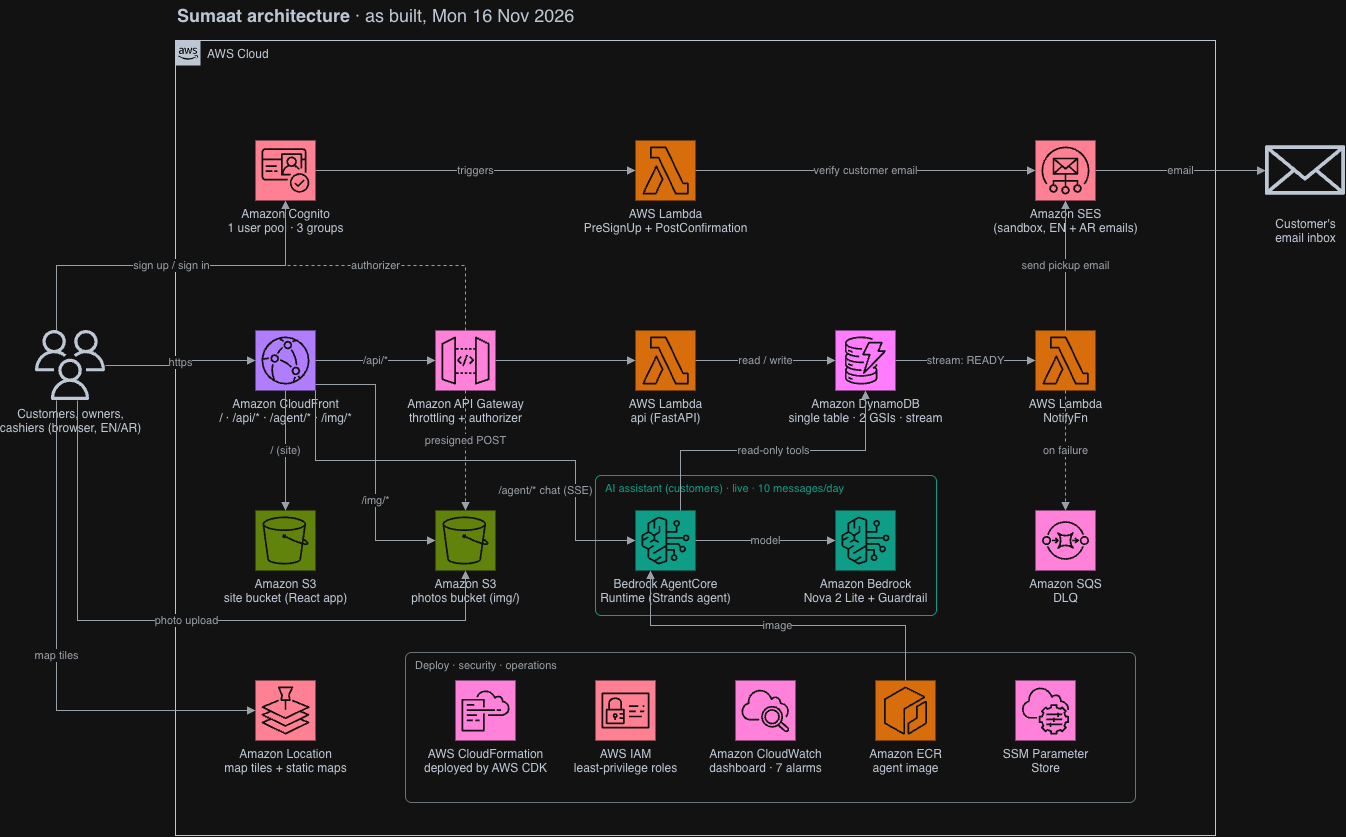 Sumaat architecture · as built, Mon 16 Nov 2026
aws
AWS Cloud
triggers
verify customer email
email
Amazon Cognito
1 user pool · 3 groups
AWS Lambda
PreSignUp + PostConfirmation
Amazon SES
(sandbox, EN + AR emails)
Customer's
email inbox
sign up / sign in
authorizer
send pickup email
https
/api/*
read / write
stream: READY
Customers, owners,
cashiers (browser, EN/AR)
Amazon CloudFront
/ · /api/* · /agent/* · /img/*
Amazon API Gateway
throttling + authorizer
AWS Lambda
api (FastAPI)
Amazon DynamoDB
single table · 2 GSIs · stream
AWS Lambda
NotifyFn
presigned POST
/ (site)
read-only tools
on failure
/img/*
/agent/* chat (SSE)
AI assistant (customers) · live · 10 messages/day
model
Amazon S3
site bucket (React app)
Amazon S3
photos bucket (img/)
Bedrock AgentCore
Runtime (Strands agent)
Amazon Bedrock
Nova 2 Lite + Guardrail
Amazon SQS
DLQ
photo upload
image
map tiles
Deploy · security · operations
Amazon Location
map tiles + static maps
AWS CloudFormation
deployed by AWS CDK
AWS IAM
least-privilege roles
Amazon CloudWatch
dashboard · 7 alarms
Amazon ECR
agent image
SSM Parameter
Store